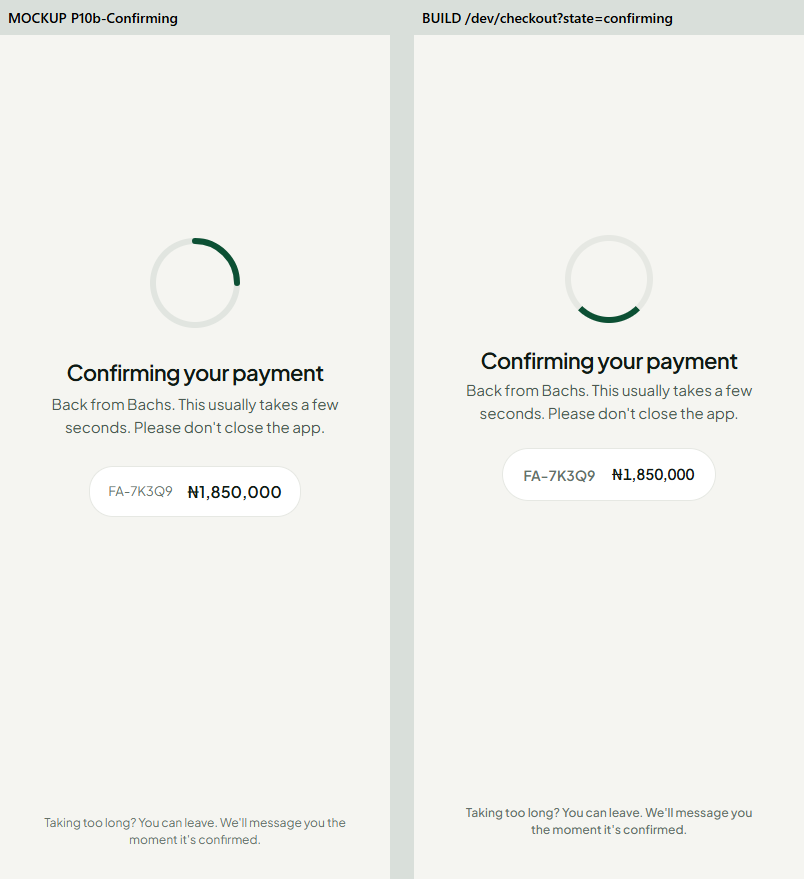 MOCKUP P10b-Confirming
Confirming your payment
Back from Bachs. This usually takes a few
seconds. Please don't close the app.
FA-7K3Q9 ₦1,850,000
Taking too long? You can leave. We'll message you the
moment it's confirmed.
BUILD /dev/checkout?state=confirming
Confirming your payment
Back from Bachs. This usually takes a few
seconds. Please don't close the app.
FA-7K3Q9 ₦1,850,000
Taking too long? You can leave. We'll message you
the moment it's confirmed.